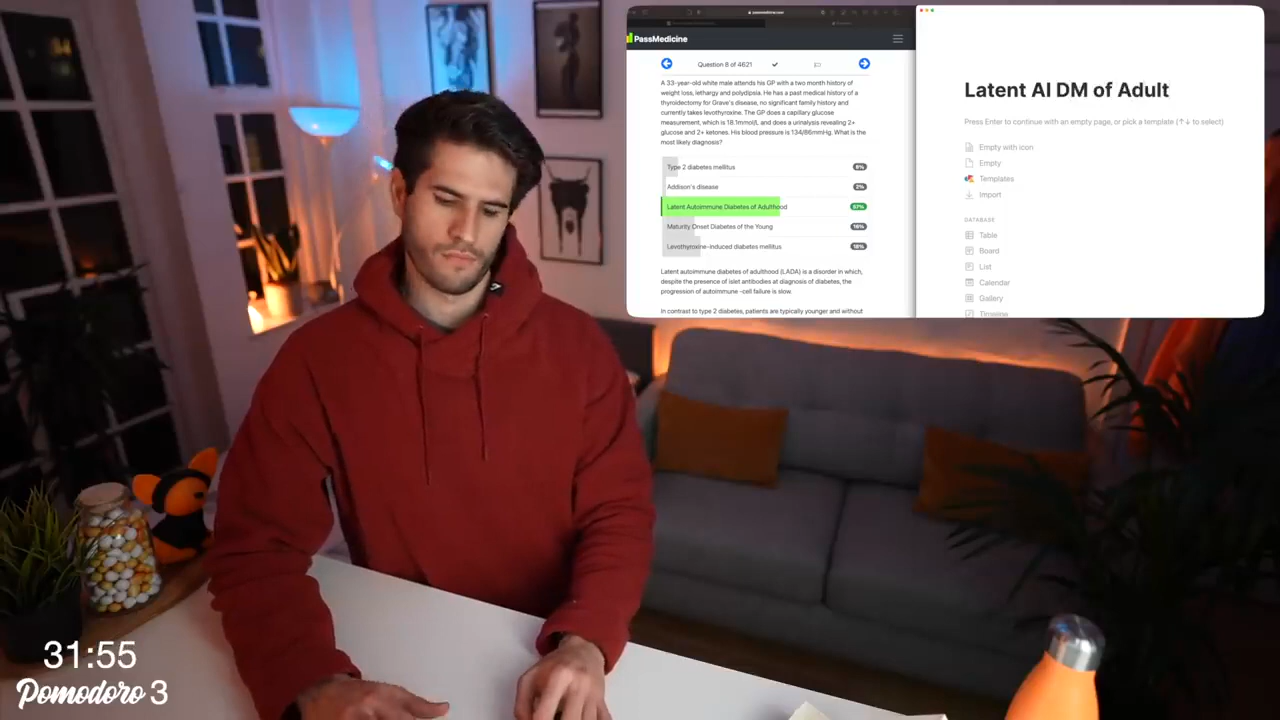 PassMedicine
Question 8 of 4621
A 33-year-old white male attends his GP with a two month history of
weight loss, lethargy and polydipsia. He has a past medical history of a
thyroidectomy for Grave's disease, no significant family history and
currently takes levothyroxine. The GP does a capillary glucose
measurement, which is 18.1mmol/l, and does a urinalysis revealing 2+
glucose and 2+ ketones. His blood pressure is 134/86mmHg. What is the
most likely diagnosis?
Type 2 diabetes mellitus 8%
Addison's disease 2%
Latent Autoimmune Diabetes of Adulthood 57%
Maturity Onset Diabetes of the Young 16%
Levothyroxine-induced diabetes mellitus 18%
Latent autoimmune diabetes of adulthood (LADA) is a disorder in which,
despite the presence of islet antibodies at diagnosis of diabetes, the
progression of autoimmune -cell failure is slow.
In contrast to type 2 diabetes, patients are typically younger and without
Latent AI DM of Adult
Press Enter to continue with an empty page, or pick a template (↑↓ to select)
Empty with icon
Empty
Templates
Import
DATABASE
Table
Board
List
Calendar
Gallery
Timeline
31:55
Pomodoro 3